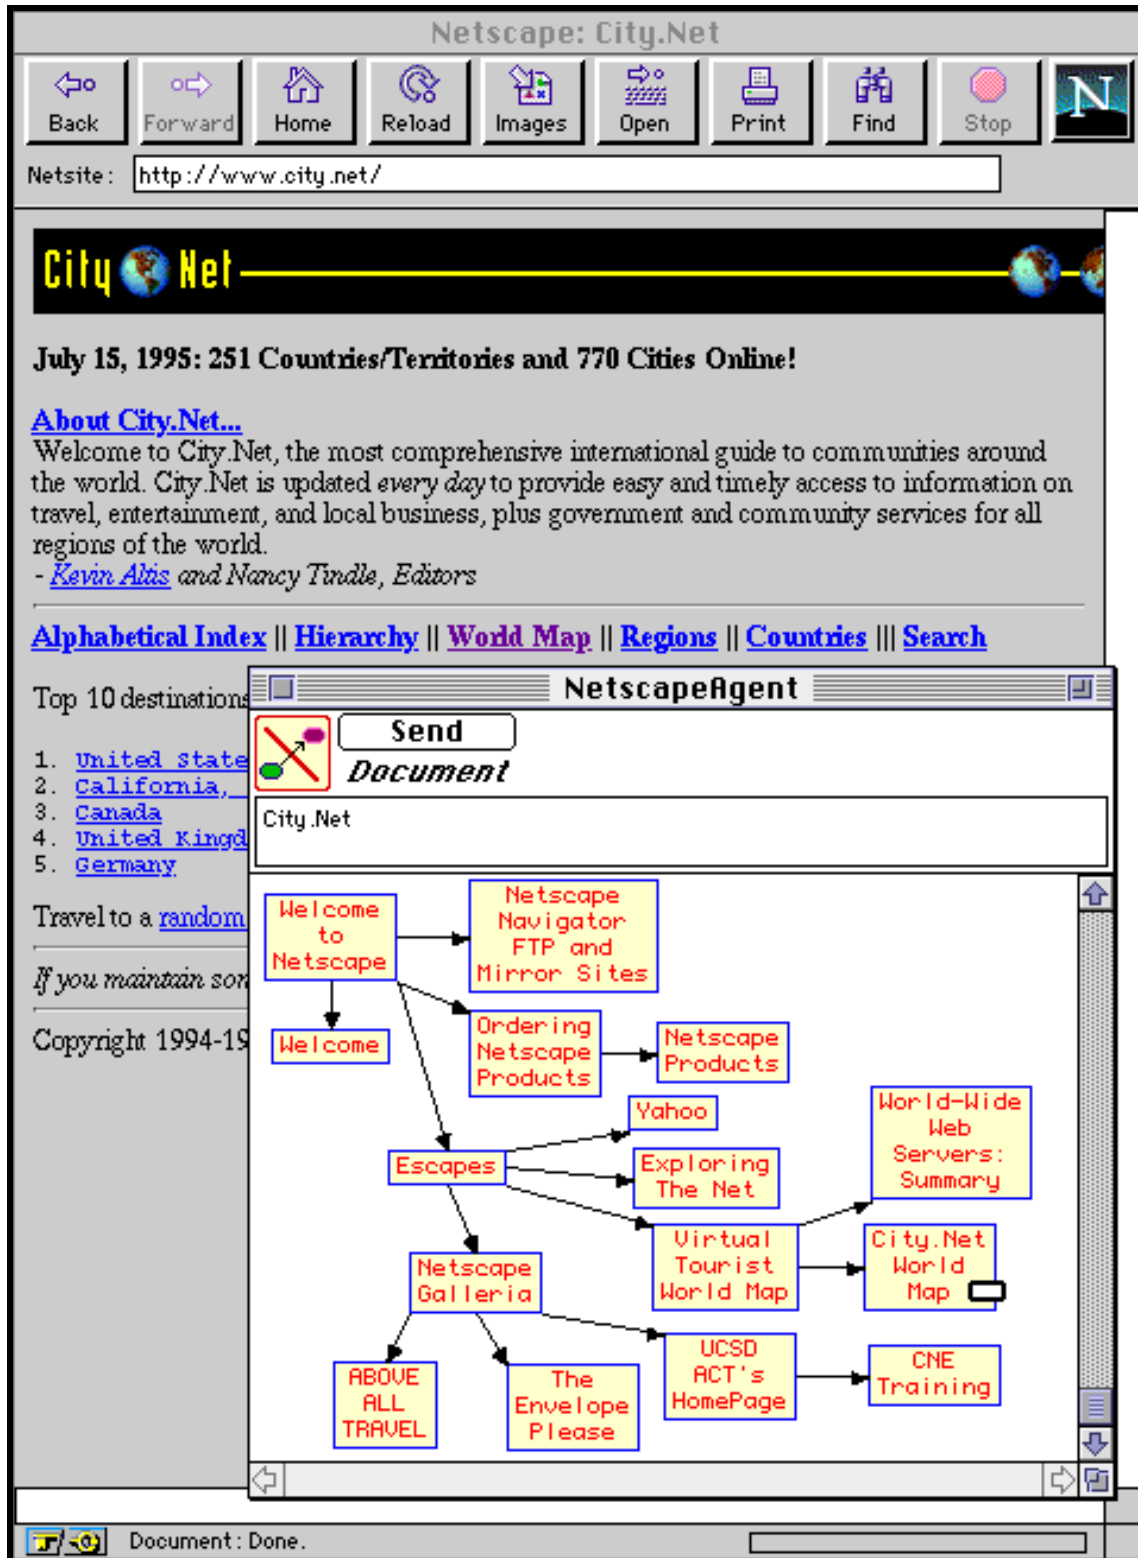 Netscape: City.Net
Back Forward Home Reload Images Open Print Find Stop N
Netsite: http://www.city.net/
City Net
July 15, 1995: 251 Countries/Territories and 770 Cities Online!
About City.Net...
Welcome to City.Net, the most comprehensive international guide to communities around
the world. City.Net is updated every day to provide easy and timely access to information on
travel, entertainment, and local business, plus government and community services for all
regions of the world.
- Kevin Altis and Nancy Tindle, Editors
Alphabetical Index || Hierarchy || World Map || Regions || Countries ||| Search
Top 10 destinations
1. United State
2. California,
3. Canada
4. United Kingd
5. Germany
Travel to a random
If you maintain som
Copyright 1994-19
NetscapeAgent
Send
Document
City.Net
Welcome
to
Netscape
Netscape
Navigator
FTP and
Mirror Sites
Welcome
Ordering
Netscape
Products
Netscape
Products
Yahoo
World-Wide
Web
Servers:
Summary
Escapes
Exploring
The Net
Virtual
Tourist
World Map
City.Net
World
Map
Netscape
Galleria
UCSD
ACT's
HomePage
CNE
Training
ABOVE
ALL
TRAVEL
The
Envelope
Please
Document: Done.